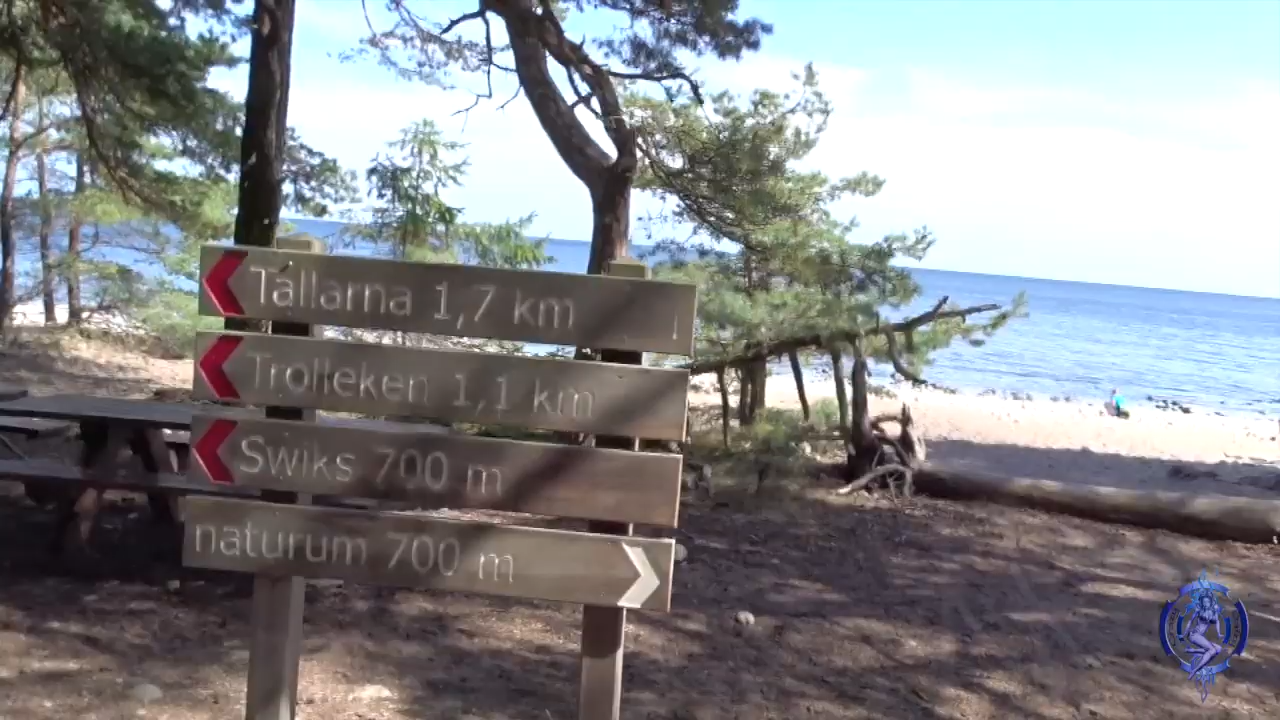 Tallarna 1,7 km
Trolleken 1,1 km
Swiks 700 m
naturum 700 m